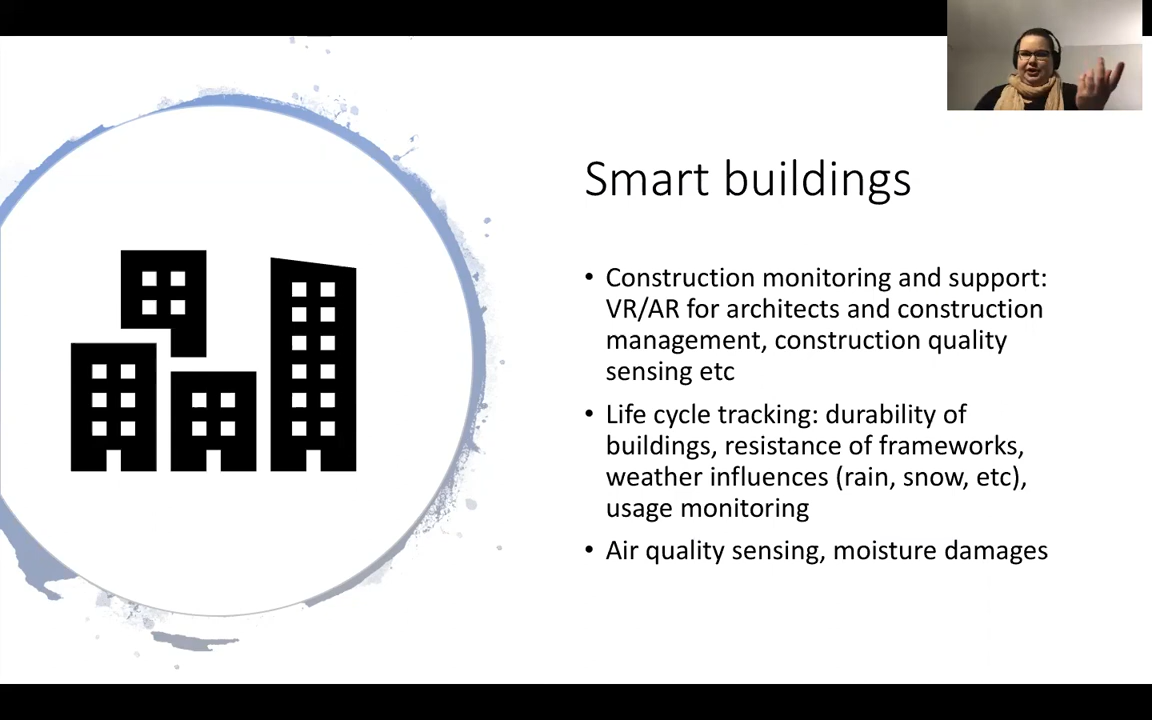 Smart buildings
• Construction monitoring and support:
VR/AR for architects and construction
management, construction quality
sensing etc
• Life cycle tracking: durability of
buildings, resistance of frameworks,
weather influences (rain, snow, etc),
usage monitoring
• Air quality sensing, moisture damages